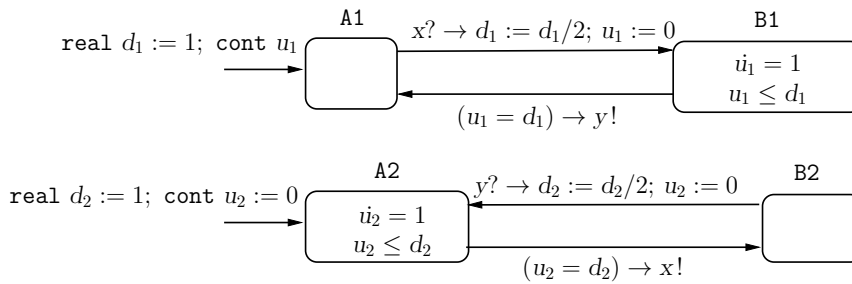 A1
B1
real d₁ := 1; cont u₁
x? → d₁ := d₁/2; u₁ := 0
u̇₁ = 1
u₁ ≤ d₁
(u₁ = d₁) → y!
A2
B2
real d₂ := 1; cont u₂ := 0
y? → d₂ := d₂/2; u₂ := 0
u̇₂ = 1
u₂ ≤ d₂
(u₂ = d₂) → x!